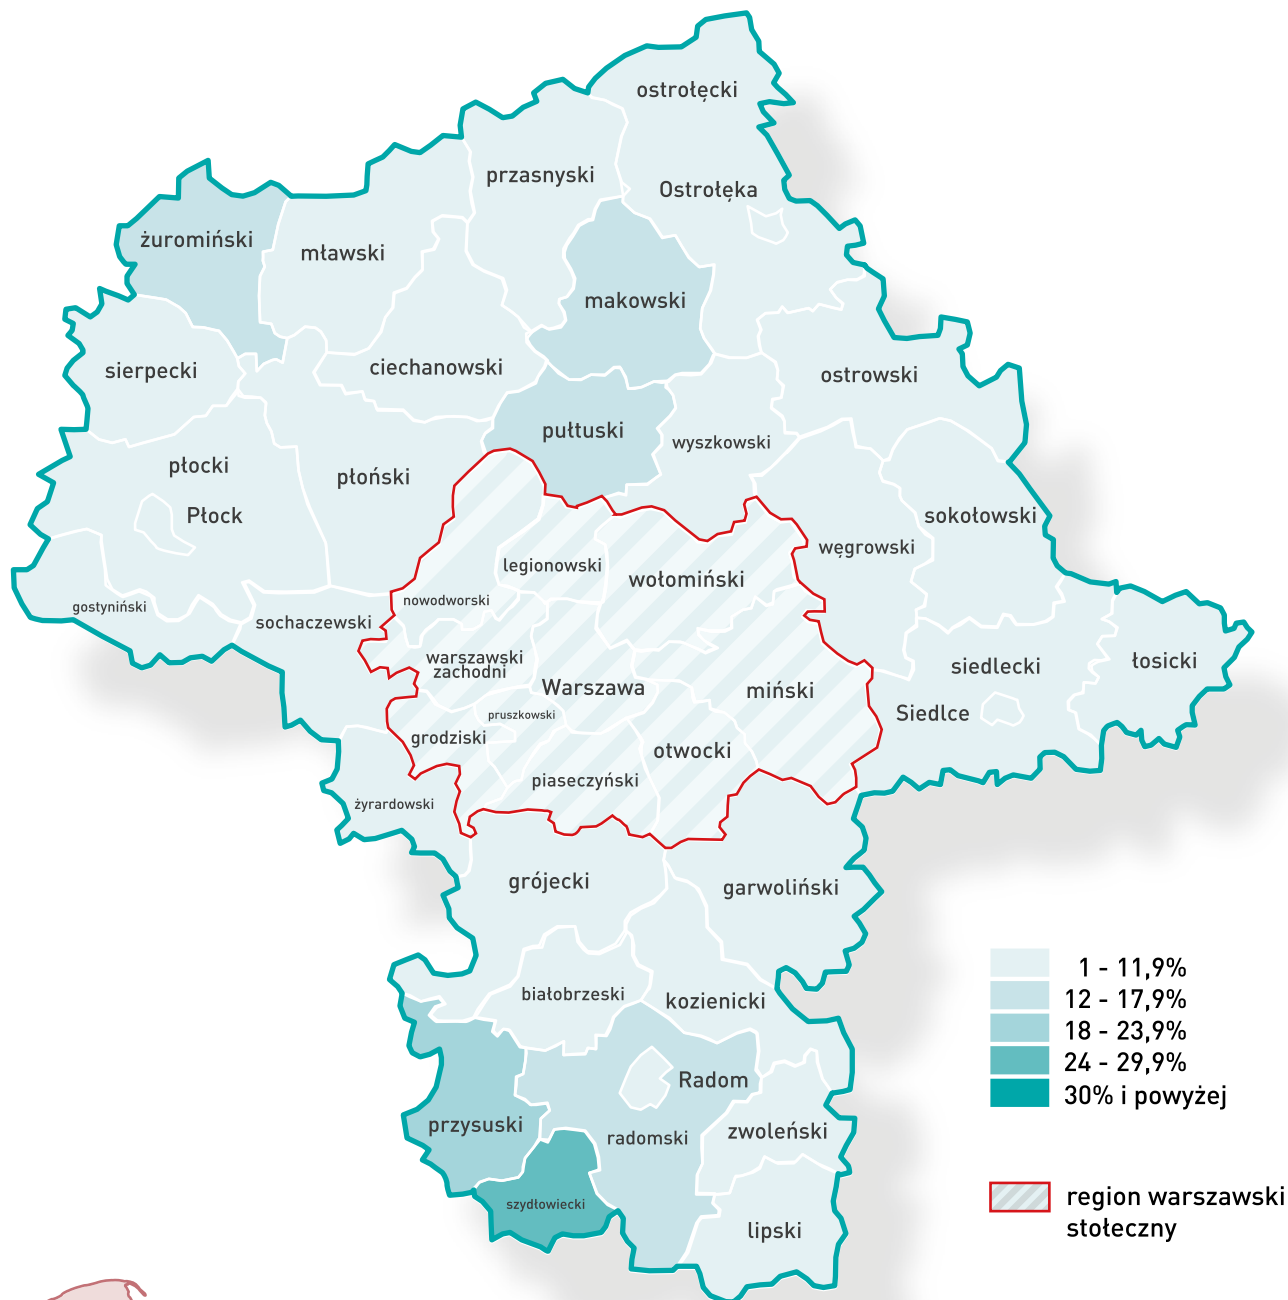 ostrołęcki
przasnyski
Ostrołęka
żuromiński
mławski
makowski
sierpecki
ciechanowski
ostrowski
pułtuski
wyszkowski
płocki
płoński
Płock
sokołowski
węgrowski
legionowski
wołomiński
nowodworski
gostyniński
sochaczewski
warszawski
zachodni
siedlecki
łosicki
Warszawa
miński
pruszkowski
Siedlce
grodziski
otwocki
piaseczyński
żyrardowski
grójecki
garwoliński
białobrzeski
kozienicki
Radom
przysuski
radomski
zwoleński
szydłowiecki
lipski
1 - 11,9%
12 - 17,9%
18 - 23,9%
24 - 29,9%
30% i powyżej
region warszawski
stołeczny